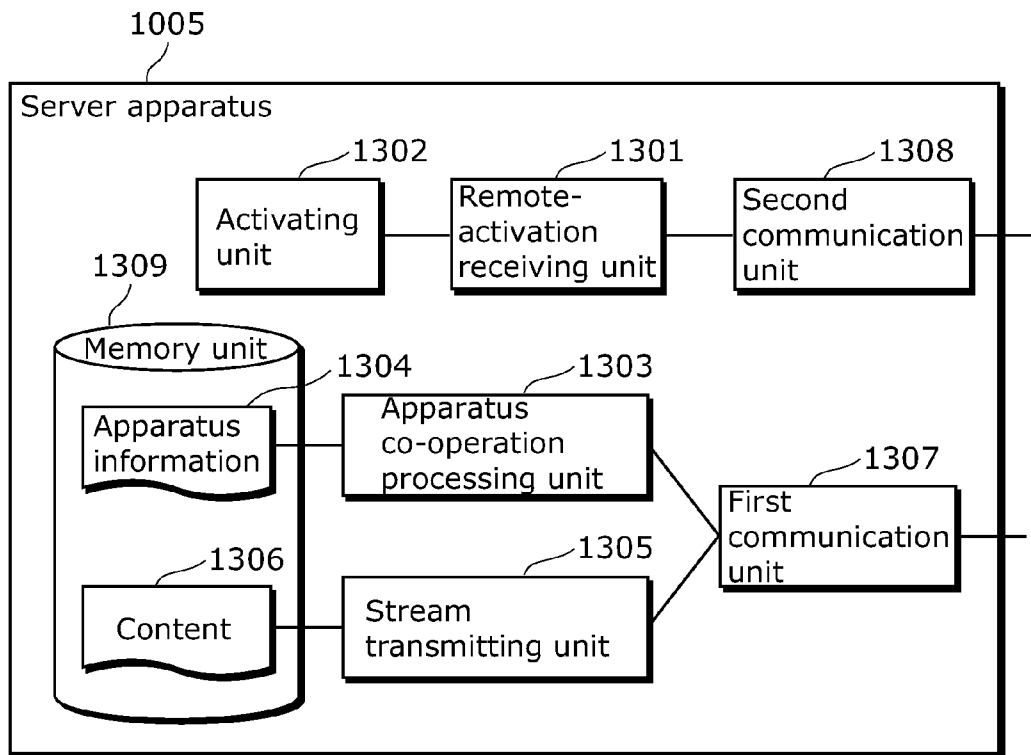 1005
Server apparatus
1302
1301
1308
Activating
unit
Remote-
activation
receiving unit
Second
communication
unit
1309
Memory unit
1304
1303
Apparatus
information
Apparatus
co-operation
processing unit
1307
First
communication
unit
1306
1305
Content
Stream
transmitting unit